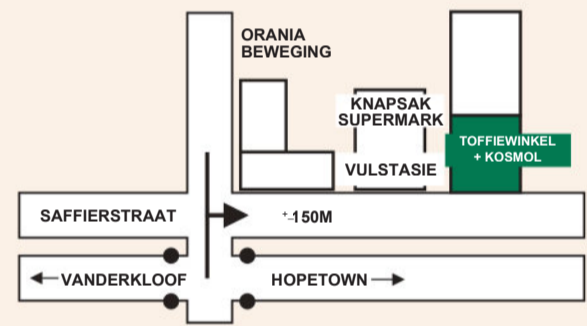 ORANIA
BEWEGING
KNAPSAK
SUPERMARK
TOFFIEWINKEL
+ KOSMOL
VULSTASIE
SAFFIERSTRAAT
+-150M
VANDERKLOOF
HOPETOWN